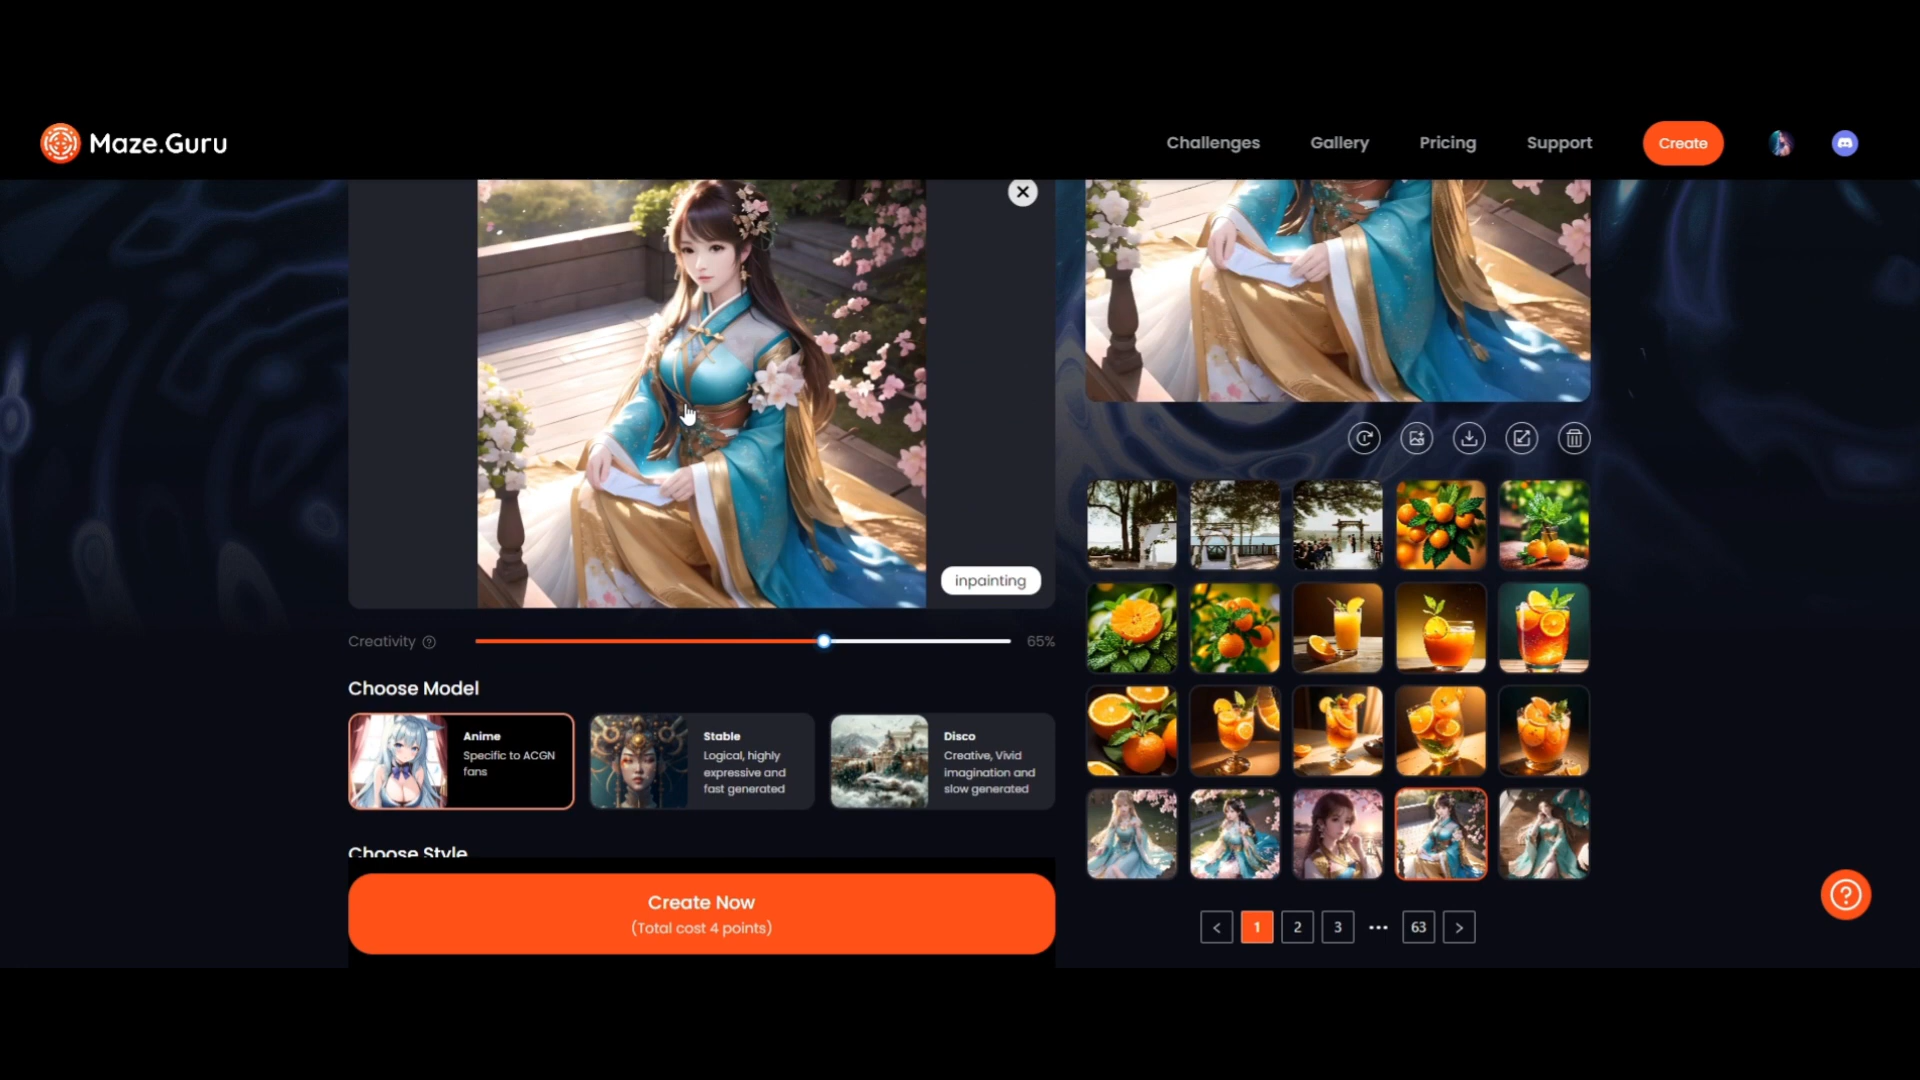 Maze.Guru
Challenges
Gallery
Pricing
Support
Create
inpainting
Creativity
65%
Choose Model
Anime
Specific to ACGN
fans
Stable
Logical, highly
expressive and
fast generated
Disco
Creative, Vivid
imagination and
slow generated
Choose Style
Create Now
(Total cost 4 points)
< 1 2 3 ••• 63 >